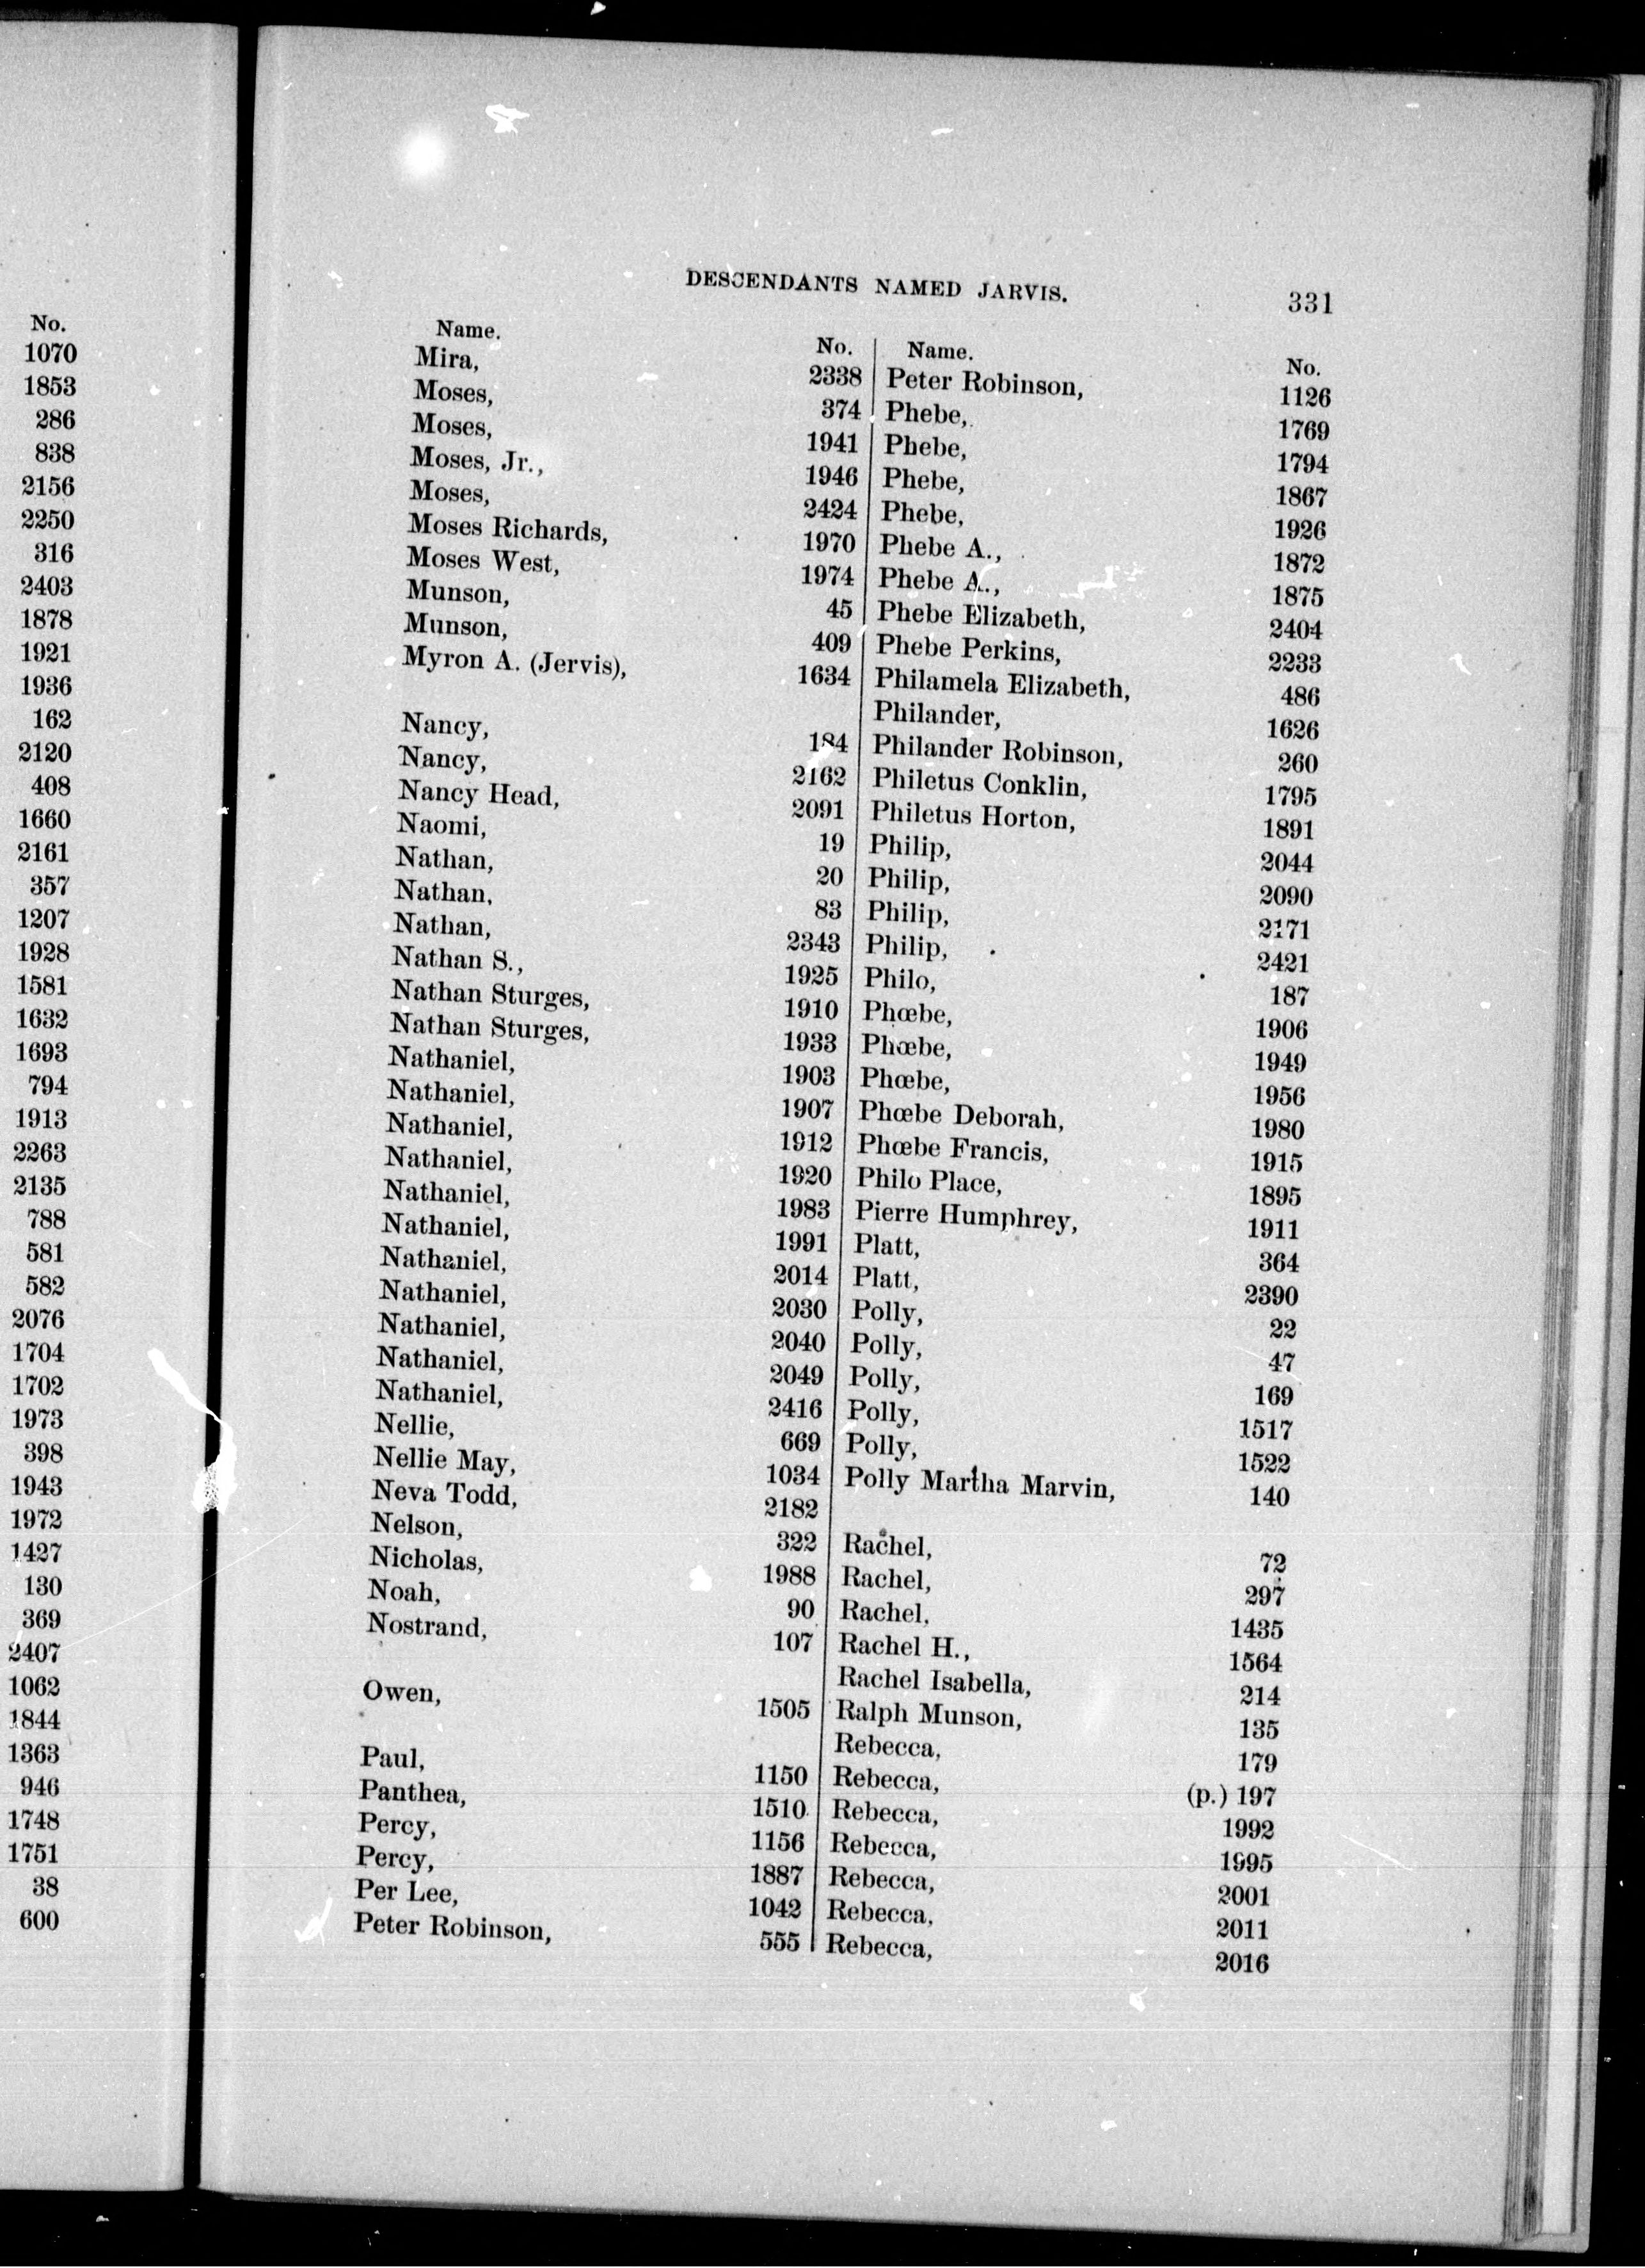 No.
1070
1853
286
838
2156
2250
316
2403
1878
1921
1936
162
2120
408
1660
2161
357
1207
1928
1581
1632
1693
794
1913
2263
2135
788
581
582
2076
1704
1702
1973
398
1943
1972
1427
130
369
2407
1062
1844
1363
946
1748
1751
38
600
DESCENDANTS NAMED JARVIS. 331
Name. No.
Mira, 2338
Moses, 374
Moses, 1941
Moses, Jr., 1946
Moses, 2424
Moses Richards, 1970
Moses West, 1974
Munson, 45
Munson, 409
Myron A. (Jervis), 1634
Nancy, 184
Nancy, 2162
Nancy Head, 2091
Naomi, 19
Nathan, 20
Nathan, 83
Nathan, 2343
Nathan S., 1925
Nathan Sturges, 1910
Nathan Sturges, 1933
Nathaniel, 1903
Nathaniel, 1907
Nathaniel, 1912
Nathaniel, 1920
Nathaniel, 1983
Nathaniel, 1991
Nathaniel, 2014
Nathaniel, 2030
Nathaniel, 2040
Nathaniel, 2049
Nathaniel, 2416
Nellie, 669
Nellie May, 1034
Neva Todd, 2182
Nelson, 322
Nicholas, 1988
Noah, 90
Nostrand, 107
Owen, 1505
Paul, 1150
Panthea, 1510
Percy, 1156
Percy, 1887
Per Lee, 1042
Peter Robinson, 555
Name. No.
Peter Robinson, 1126
Phebe, 1769
Phebe, 1794
Phebe, 1867
Phebe, 1926
Phebe A., 1872
Phebe A., 1875
Phebe Elizabeth, 2404
Phebe Perkins, 2233
Philamela Elizabeth, 486
Philander, 1626
Philander Robinson, 260
Philetus Conklin, 1795
Philetus Horton, 1891
Philip, 2044
Philip, 2090
Philip, 2171
Philip, 2421
Philo, 187
Phœbe, 1906
Phœbe, 1949
Phœbe, 1956
Phœbe Deborah, 1980
Phœbe Francis, 1915
Philo Place, 1895
Pierre Humphrey, 1911
Platt, 364
Platt, 2390
Polly, 22
Polly, 47
Polly, 169
Polly, 1517
Polly, 1522
Polly Martha Marvin, 140
Rachel, 72
Rachel, 297
Rachel, 1435
Rachel H., 1564
Rachel Isabella, 214
Ralph Munson, 135
Rebecca, 179
Rebecca, (p.) 197
Rebecca, 1992
Rebecca, 1995
Rebecca, 2001
Rebecca, 2011
Rebecca, 2016